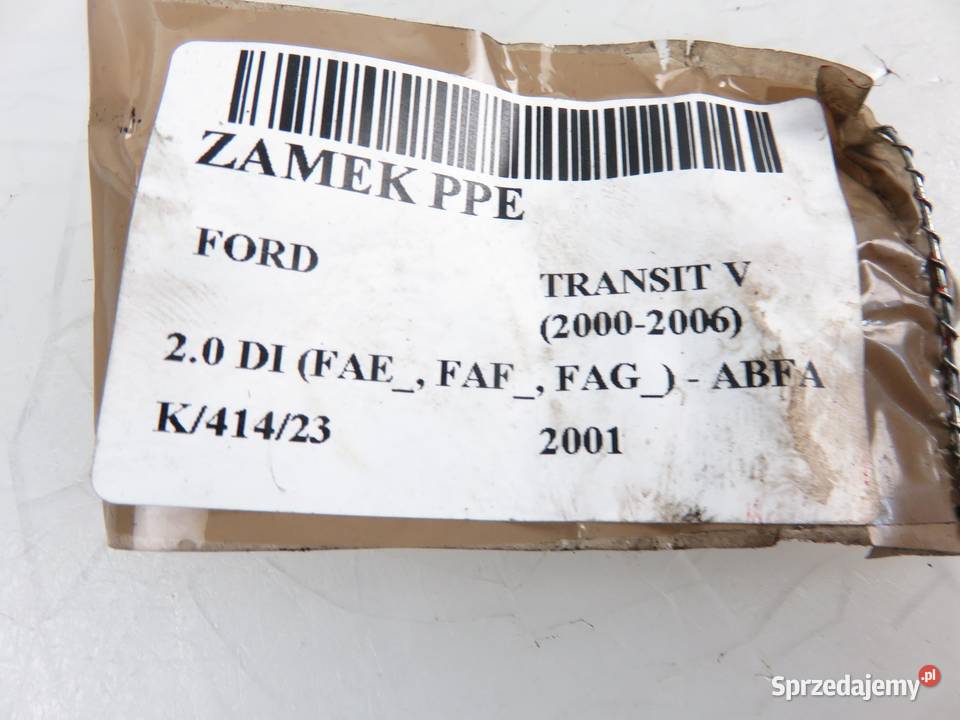 ZAMEK PPE
FORD
TRANSIT V
(2000-2006)
2.0 DI (FAE_, FAF_, FAG_) - ABFA
K/414/23
2001
Sprzedajemy.pl